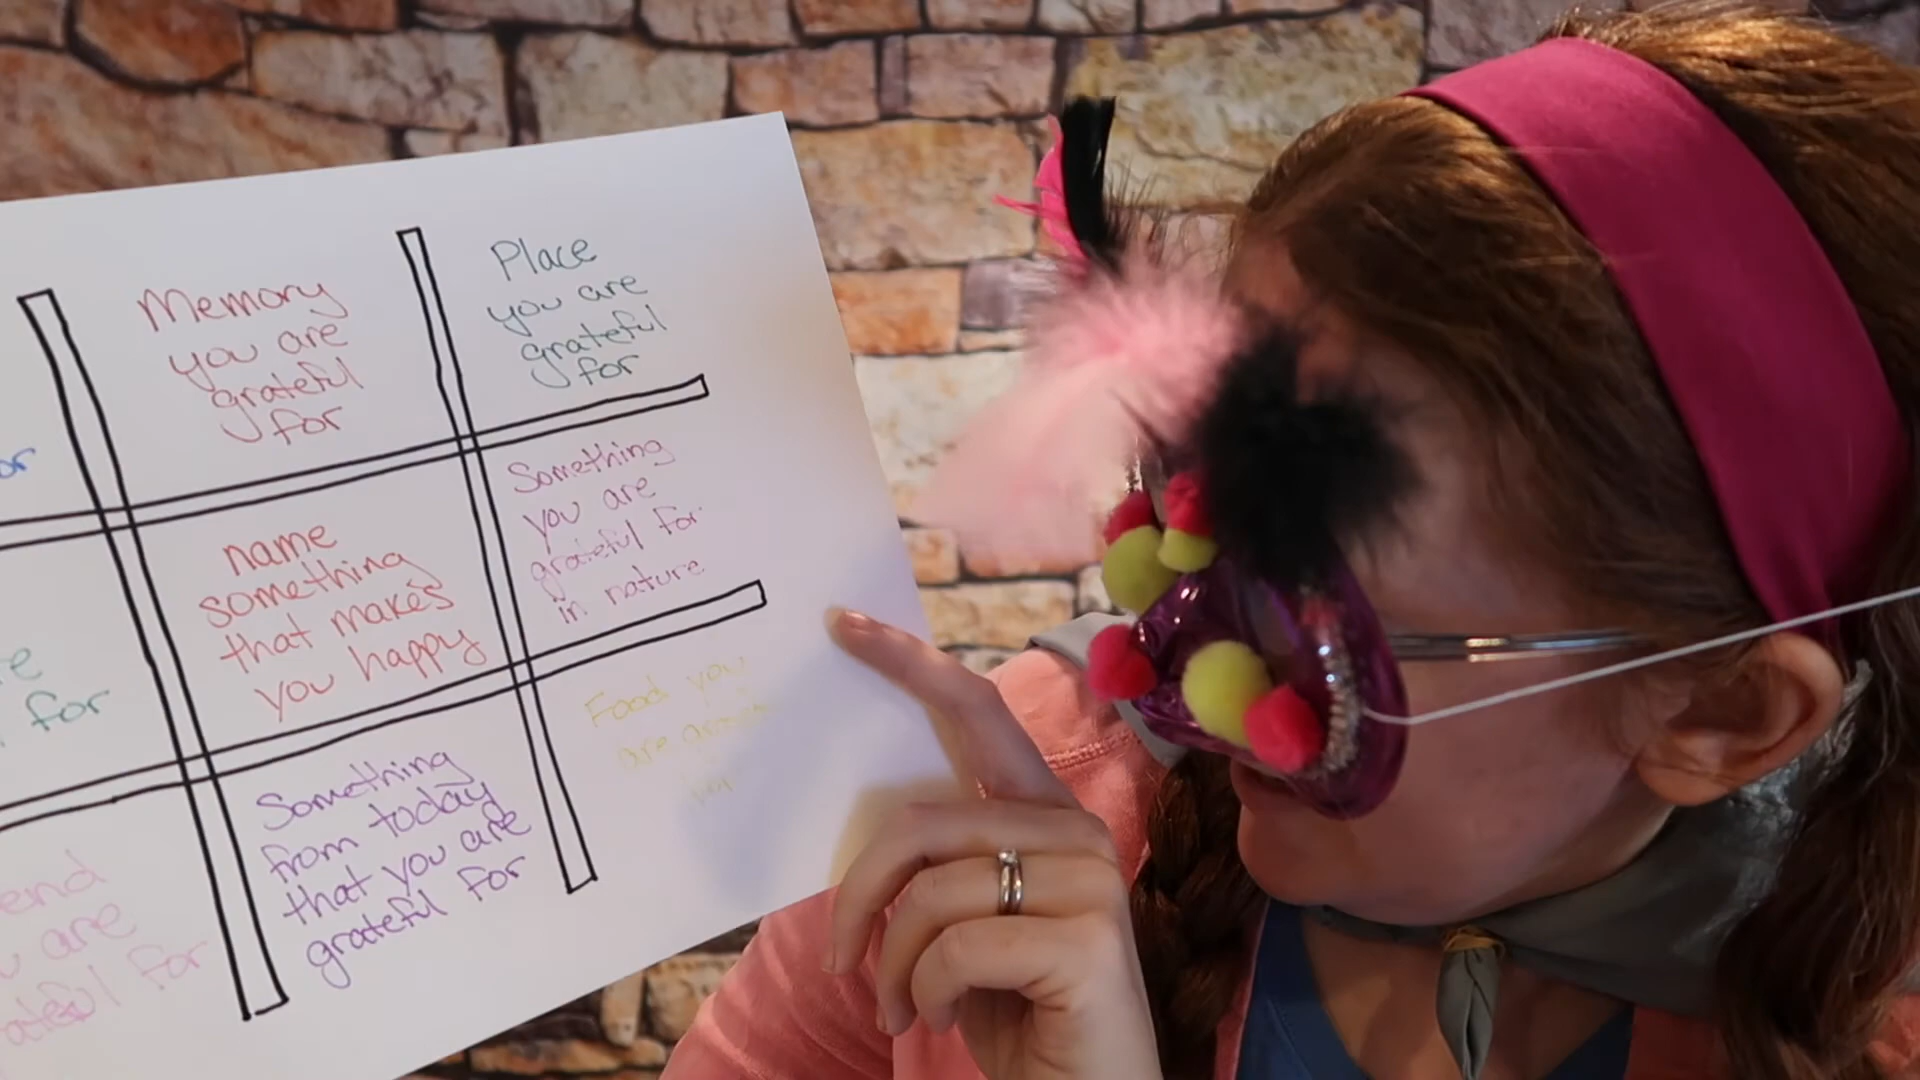 Memory
you are
grateful
for
Place
you are
grateful
for
or
name
something
that makes
you happy
Something
you are
grateful for
in nature
for
Something
from today
that you are
grateful for
Food you
are
end
are
for